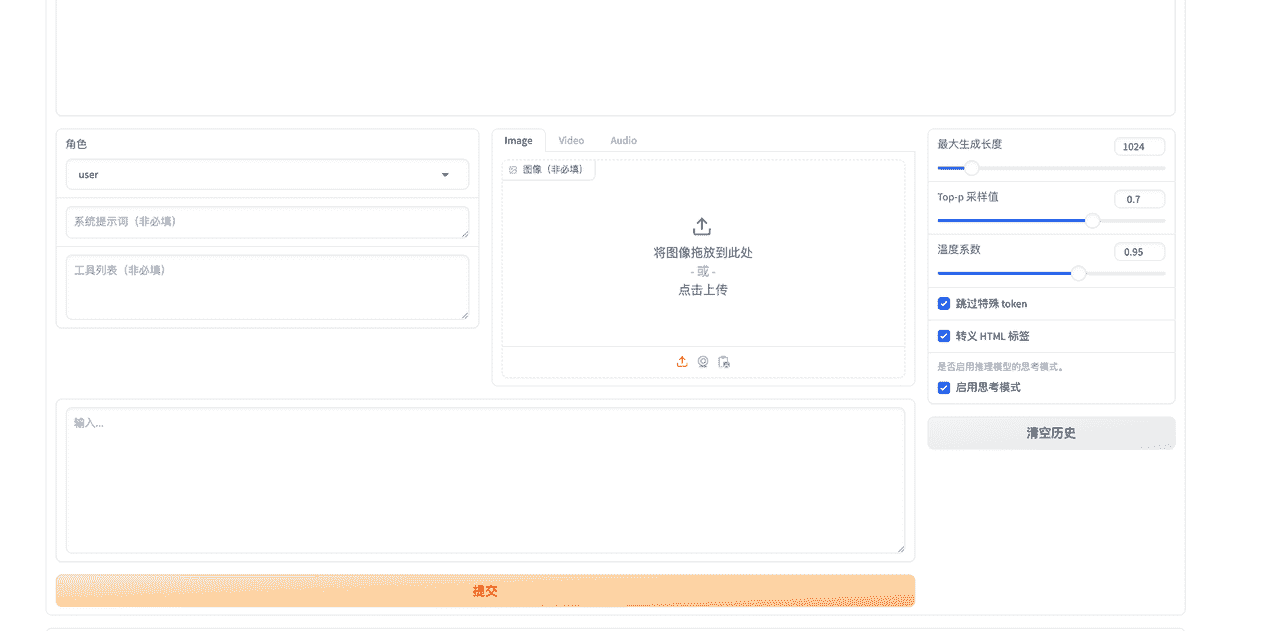 角色
user
系统提示词（非必填）
工具列表（非必填）
Image Video Audio
图像（非必填）
将图像拖放到此处
- 或 -
点击上传
最大生成长度 1024
Top-p 采样值 0.7
温度系数 0.95
跳过特殊 token
转义 HTML 标签
是否启用推理模型的思考模式。
启用思考模式
清空历史
输入...
提交